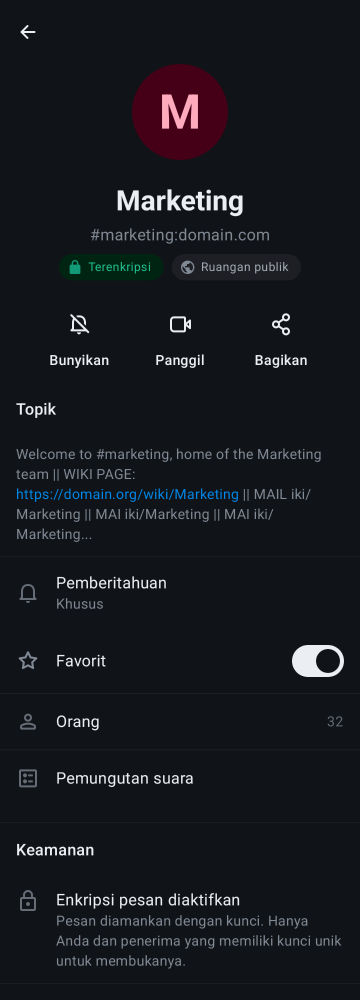 M
Marketing
#marketing:domain.com
Terenkripsi
Ruangan publik
Bunyikan
Panggil
Bagikan
Topik
Welcome to #marketing, home of the Marketing
team || WIKI PAGE:
https://domain.org/wiki/Marketing || MAIL iki/
Marketing || MAI iki/Marketing || MAI iki/
Marketing...
Pemberitahuan
Khusus
Favorit
Orang
32
Pemungutan suara
Keamanan
Enkripsi pesan diaktifkan
Pesan diamankan dengan kunci. Hanya
Anda dan penerima yang memiliki kunci unik
untuk membukanya.